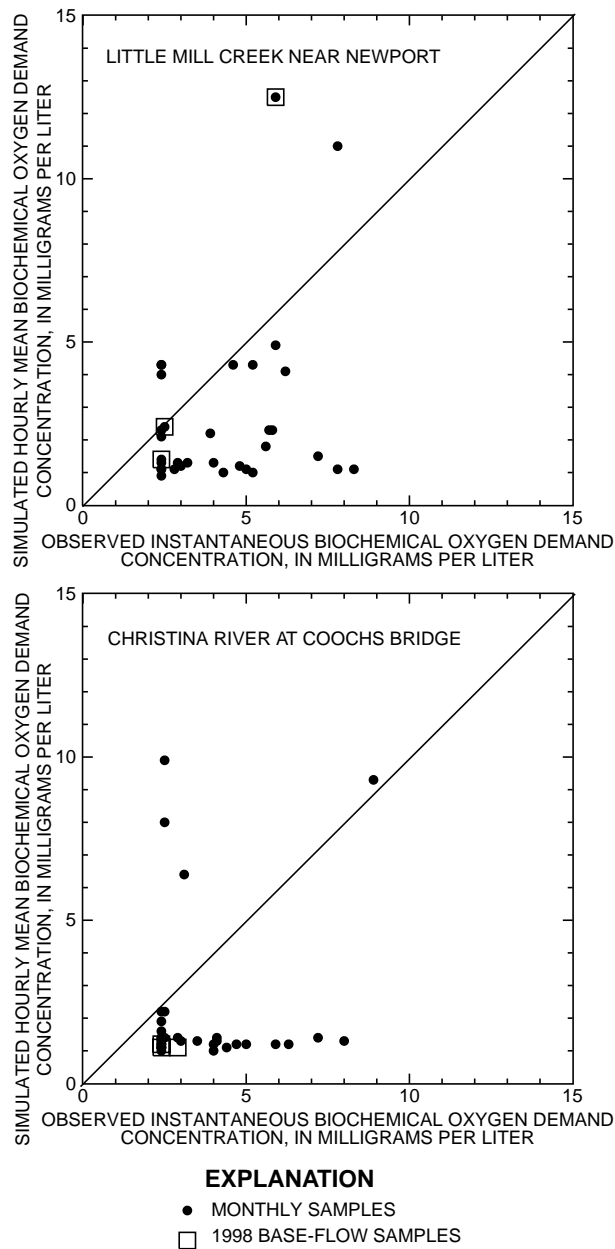 SIMULATED HOURLY MEAN BIOCHEMICAL OXYGEN DEMAND
CONCENTRATION, IN MILLIGRAMS PER LITER
15
LITTLE MILL CREEK NEAR NEWPORT
10
5
0
0
5
10
15
OBSERVED INSTANTANEOUS BIOCHEMICAL OXYGEN DEMAND
CONCENTRATION, IN MILLIGRAMS PER LITER
SIMULATED HOURLY MEAN BIOCHEMICAL OXYGEN DEMAND
CONCENTRATION, IN MILLIGRAMS PER LITER
15
CHRISTINA RIVER AT COOCHS BRIDGE
10
5
0
0
5
10
15
OBSERVED INSTANTANEOUS BIOCHEMICAL OXYGEN DEMAND
CONCENTRATION, IN MILLIGRAMS PER LITER
EXPLANATION
MONTHLY SAMPLES
1998 BASE-FLOW SAMPLES